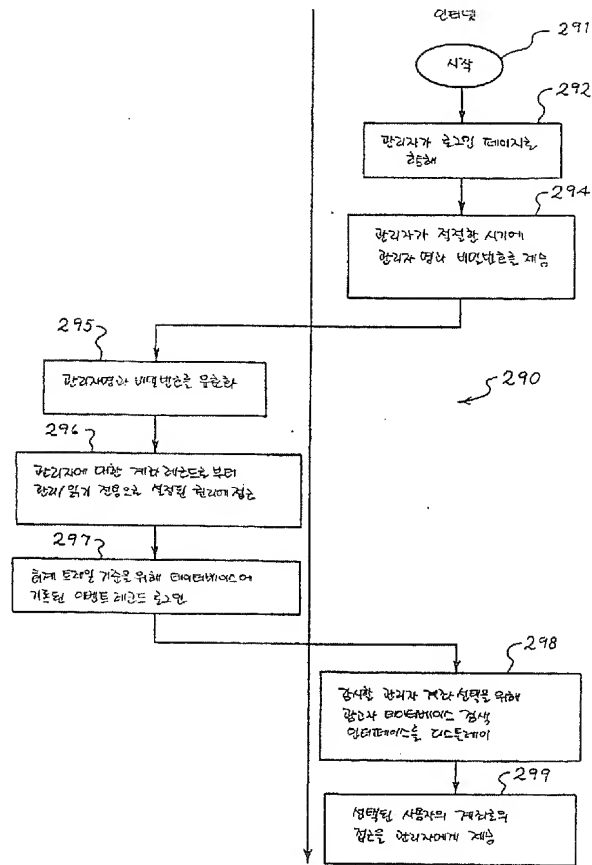 인터넷
291
시작
292
관리자가 로그인 페이지를
294
관리자가 적절한 시기에
관리자 명과 비밀번호를 제출
295
관리자명과 비밀번호를 유효화
290
296
관리자에 대한 계좌 레코드로 부터
관리/읽기 전용으로 설정된 권리에 접근
297
회계 트레일 기준을 위해 데이터베이스에
기록된 이벤트 레코드 로그인
298
감시할 관리자 계좌 선택을 위해
광고자 데이터베이스 검색
인터페이스를 디스플레이
299
선택된 사용자의 계좌로의
접근을 관리자에게 제공